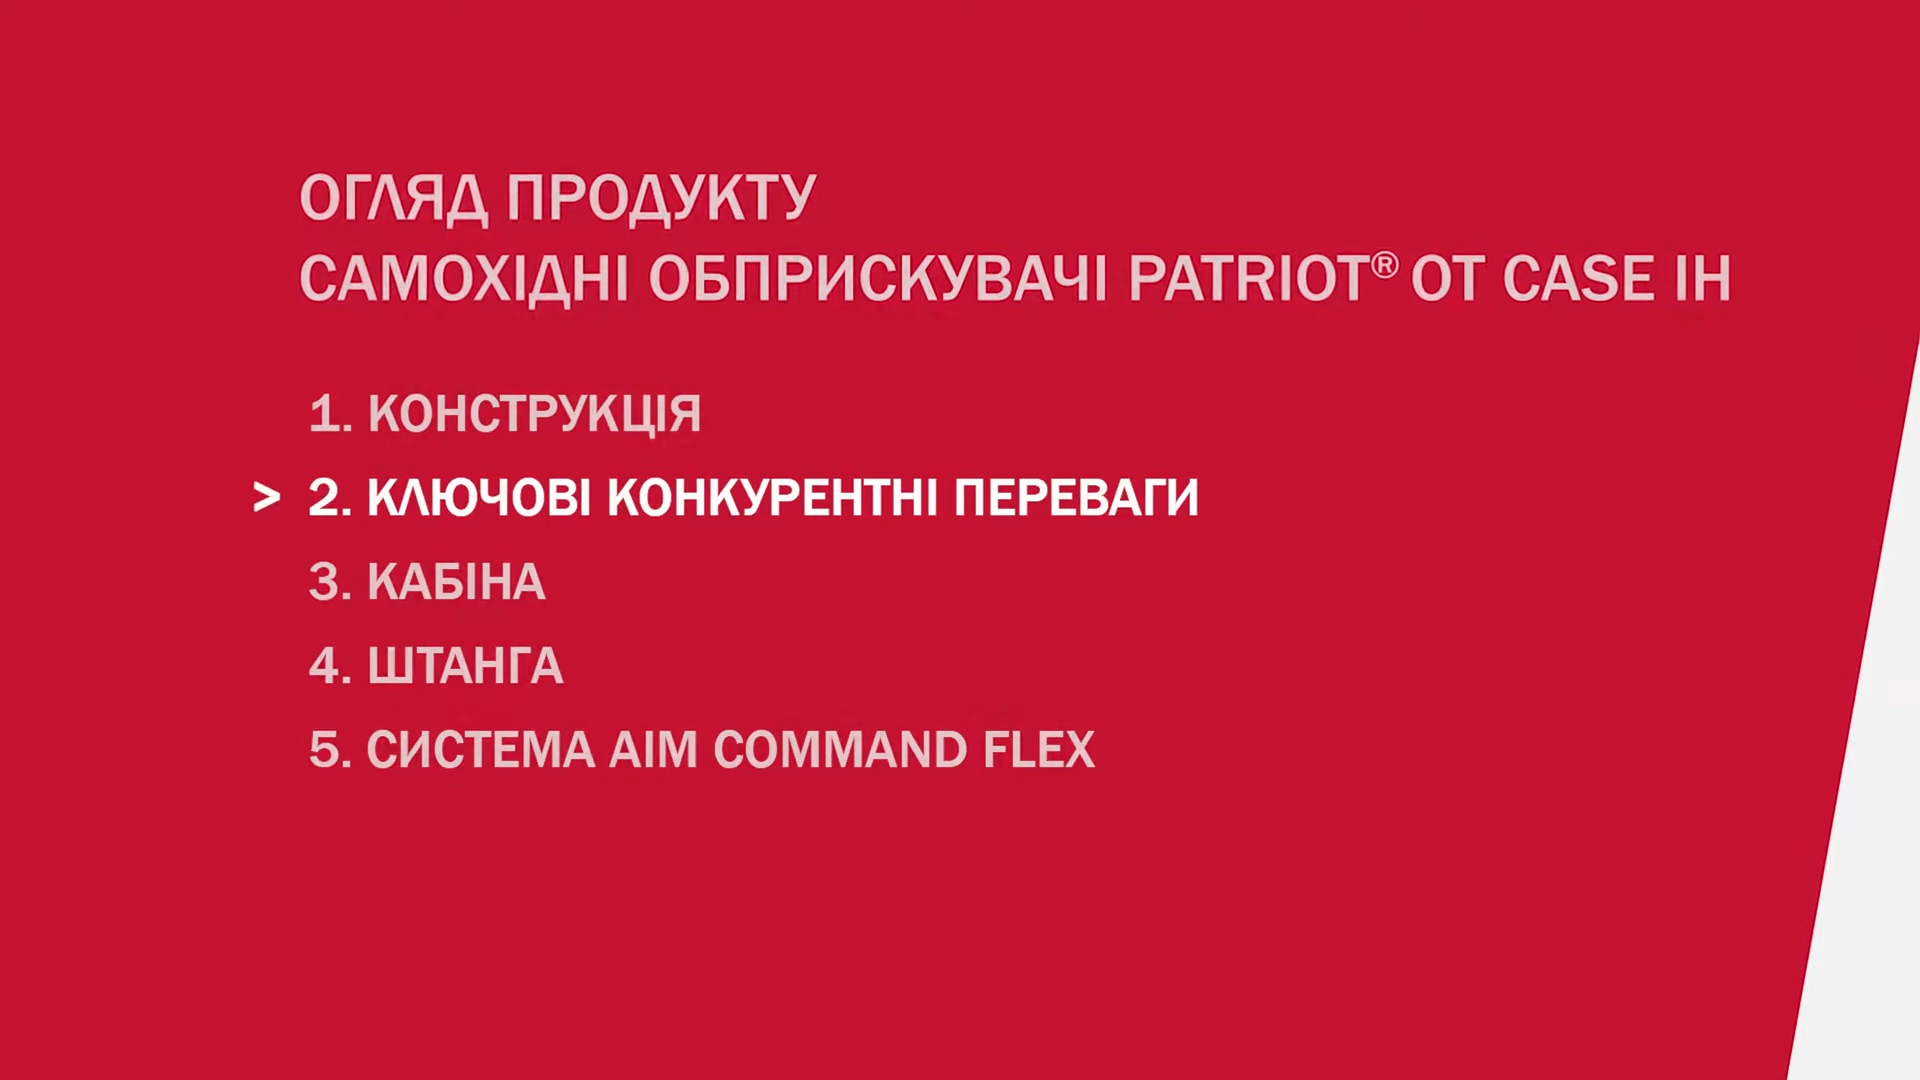 ОГЛЯД ПРОДУКТУ
САМОХІДНІ ОБПРИСКУВАЧІ PATRIOT® ОТ CASE IH
1. КОНСТРУКЦІЯ
> 2. КЛЮЧОВІ КОНКУРЕНТНІ ПЕРЕВАГИ
3. КАБІНА
4. ШТАНГА
5. СИСТЕМА AIM COMMAND FLEX